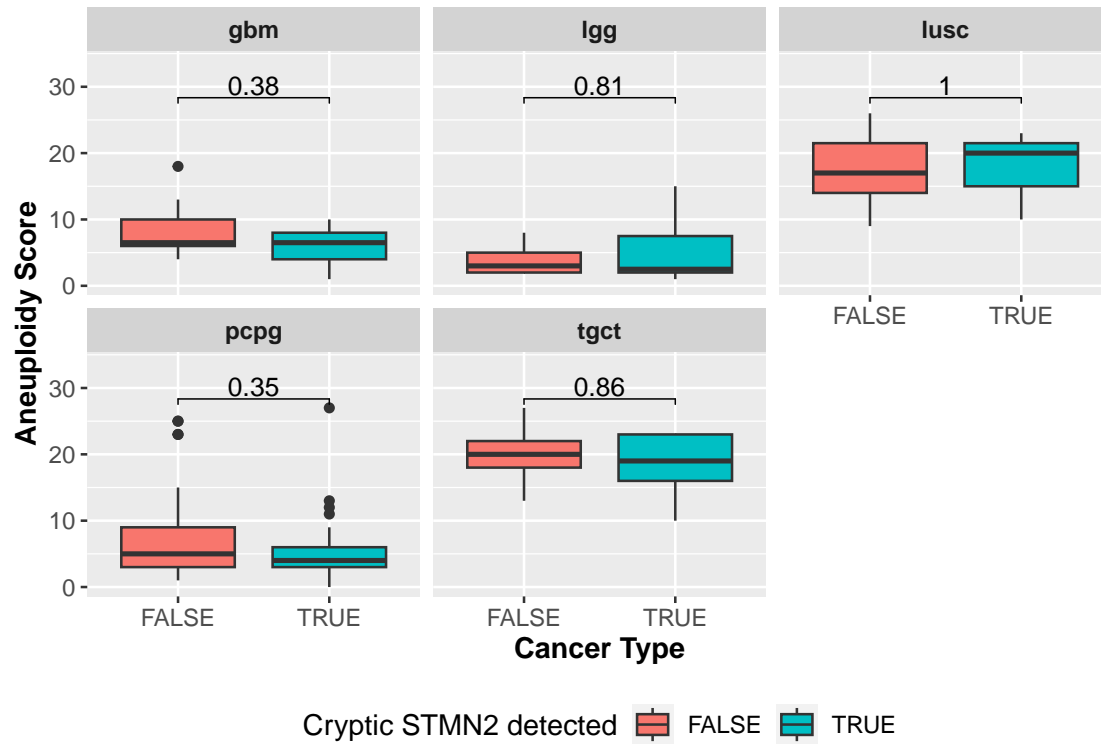 gbm
lgg
lusc
0.38
0.81
1
30
20
10
0
FALSE
TRUE
pcpg
tgct
0.35
0.86
30
20
10
0
FALSE
TRUE
FALSE
TRUE
Aneuploidy Score
Cancer Type
Cryptic STMN2 detected FALSE TRUE